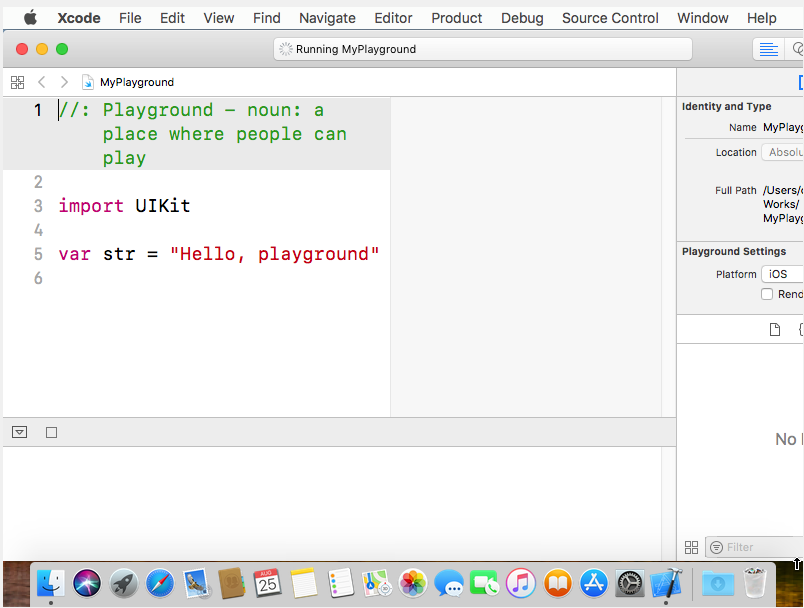 Xcode File Edit View Find Navigate Editor Product Debug Source Control Window Help
Running MyPlayground
MyPlayground
1 //: Playground – noun: a
place where people can
play
2
3 import UIKit
4
5 var str = "Hello, playground"
6
Identity and Type
Name MyPlayg
Location Absolu
Full Path /Users/
Works/
MyPlayg
Playground Settings
Platform iOS
Rend
No
Filter
AUG
25